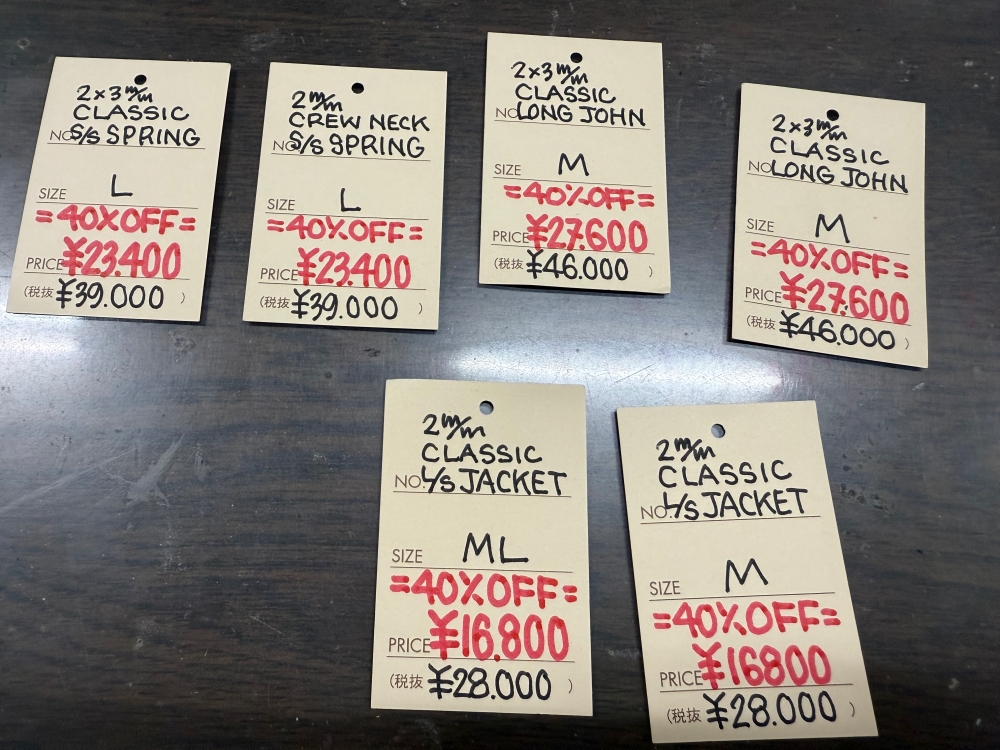 2×3m/m
CLASSIC
NO. S/S SPRING
SIZE L
=40%OFF=
PRICE ¥23.400
(税抜 ¥39.000 )
2m/m
CREW NECK
NO. S/S SPRING
SIZE L
=40%OFF=
PRICE ¥23400
(税抜 ¥39.000 )
2×3m/m
CLASSIC
NO. LONG JOHN
SIZE M
=40%OFF=
PRICE ¥27.600
(税抜 ¥46.000 )
2×3m/m
CLASSIC
NO. LONG JOHN
SIZE M
=40%OFF=
PRICE ¥27.600
(税抜 ¥46.000 )
2m/m
CLASSIC
NO. L/S JACKET
SIZE ML
=40%OFF=
PRICE ¥16.800
(税抜 ¥28.000 )
2m/m
CLASSIC
NO. L/S JACKET
SIZE M
=40%OFF=
PRICE ¥16800
(税抜 ¥28.000 )